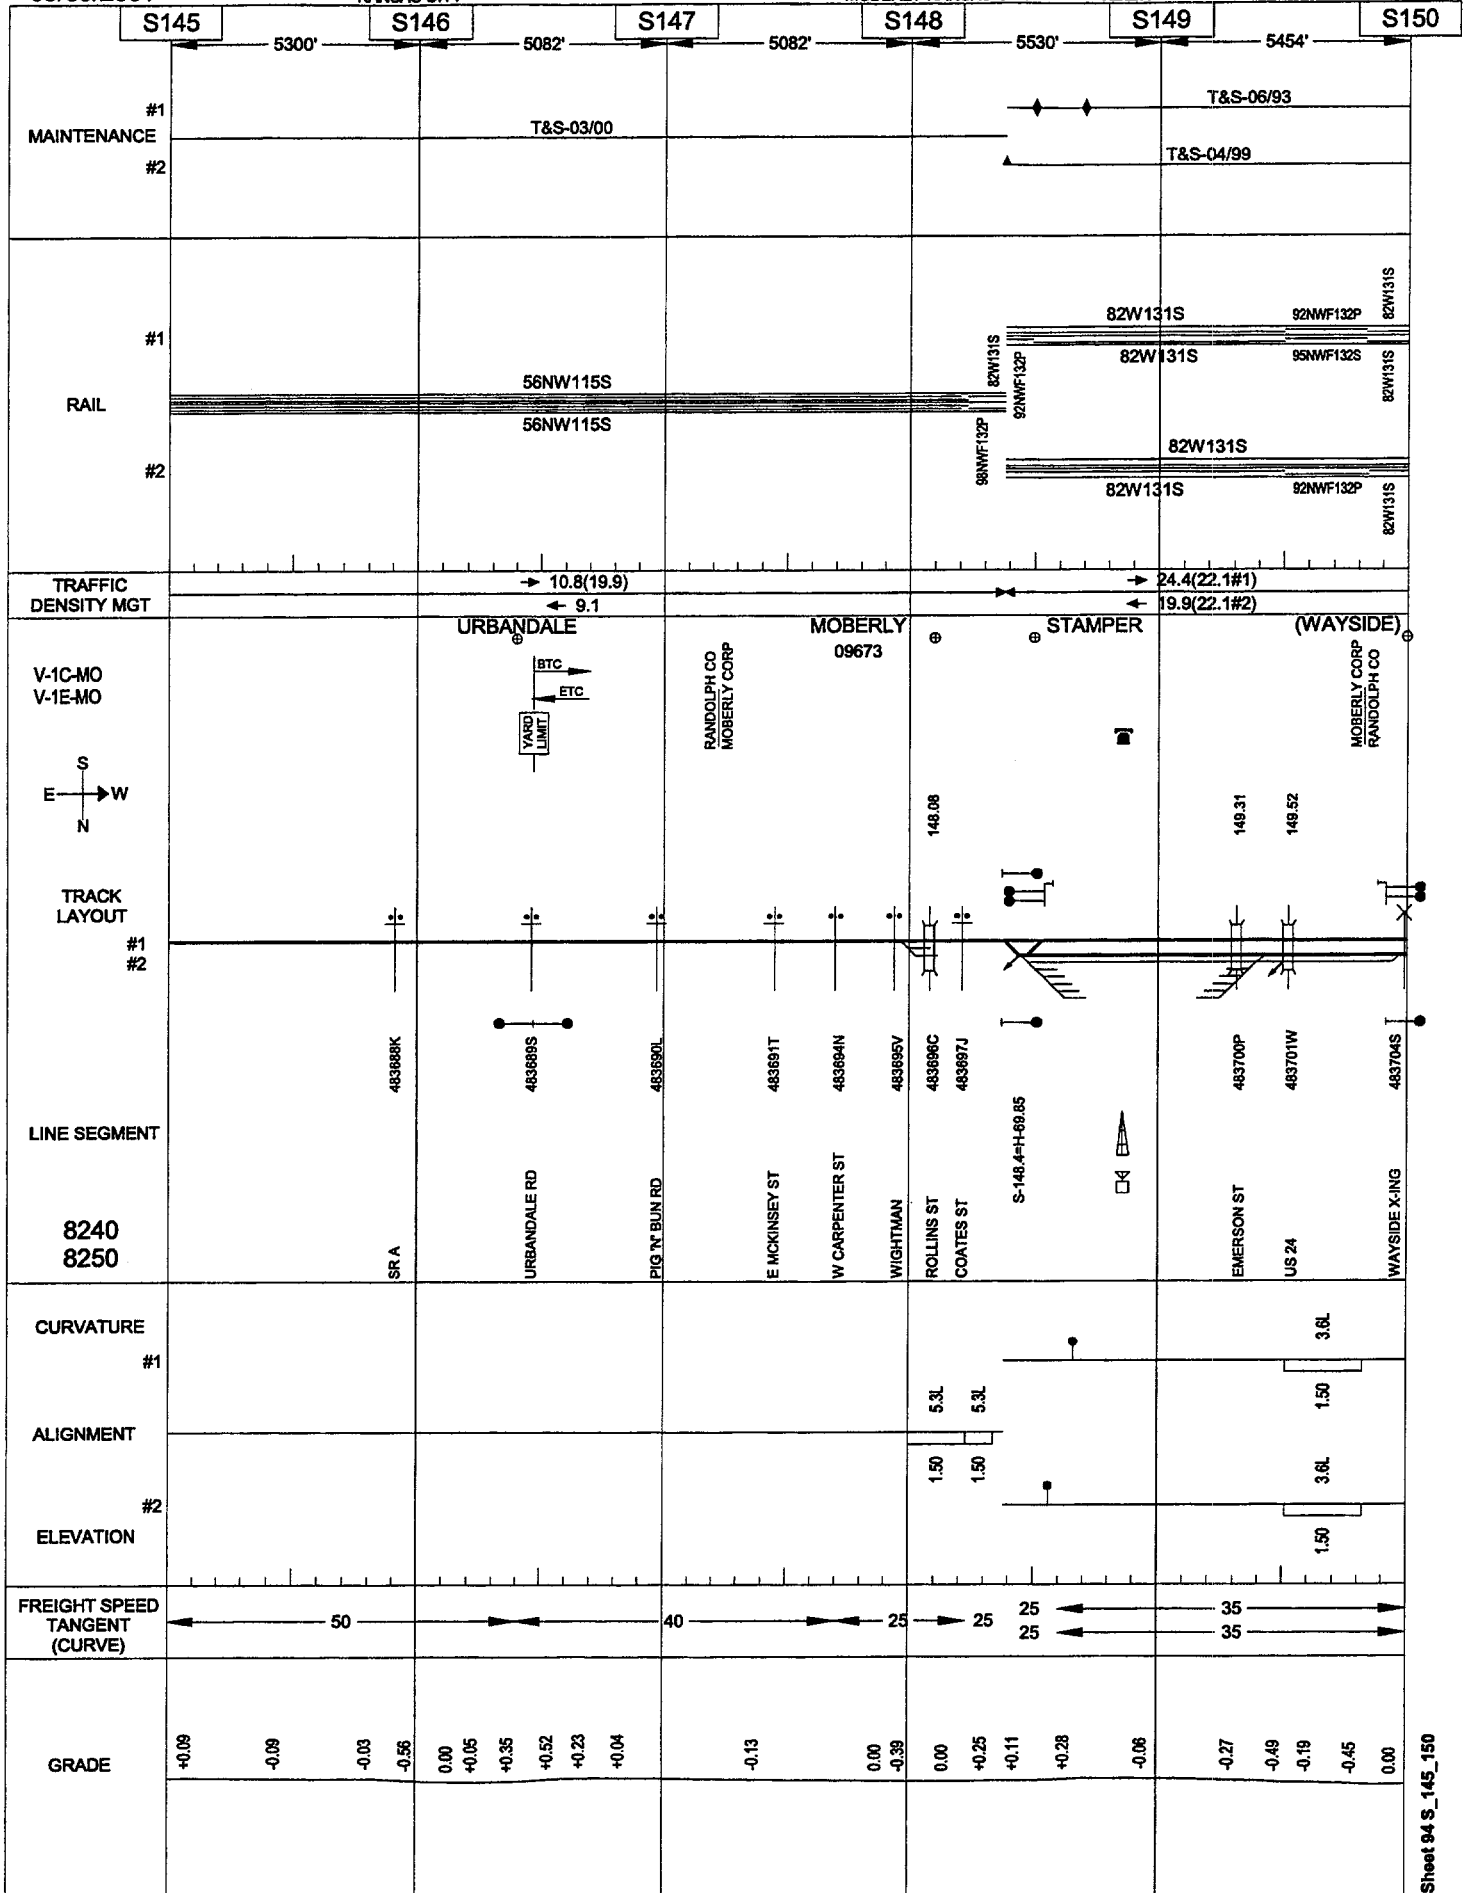 S145 S146 S147 S148 S149 S150
5300' 5082' 5082' 5530' 5454'
#1
T&S-06/93
MAINTENANCE
T&S-03/00
#2
T&S-04/99
82W131S
92NWF132P
82W131S
#1
82W131S
95NWF132S
82W131S
82W131S
92NWF132P
56NW115S
RAIL
56NW115S
98NWF132P
82W131S
#2
82W131S
92NWF132P
82W131S
TRAFFIC
DENSITY MGT
10.8(19.9)
9.1
24.4(22.1#1)
19.9(22.1#2)
URBANDALE
MOBERLY
09673
STAMPER
(WAYSIDE)
V-1C-MO
V-1E-MO
BTC
ETC
YARD
LIMIT
RANDOLPH CO
MOBERLY CORP
MOBERLY CORP
RANDOLPH CO
S
E W
N
148.08
149.31
149.52
TRACK
LAYOUT
#1
#2
483688K
483689S
483690L
483691T
483694N
483695V
483696C
483697J
483700P
483701W
483704S
S-148.4=H-69.85
LINE SEGMENT
8240
8250
SR A
URBANDALE RD
PIG 'N' BUN RD
E MCKINSEY ST
W CARPENTER ST
WIGHTMAN
ROLLINS ST
COATES ST
EMERSON ST
US 24
WAYSIDE X-ING
CURVATURE
#1
3.6L
1.50
5.3L
5.3L
ALIGNMENT
1.50
1.50
#2
3.6L
1.50
ELEVATION
FREIGHT SPEED
TANGENT
(CURVE)
50 40 25 25
25 35
25 35
GRADE
+0.09
-0.09
-0.03
-0.56
0.00
+0.05
+0.35
+0.52
+0.23
+0.04
-0.13
0.00
-0.39
0.00
+0.25
+0.11
+0.28
-0.06
-0.27
-0.49
-0.19
-0.45
0.00
Sheet 94 S_145_150